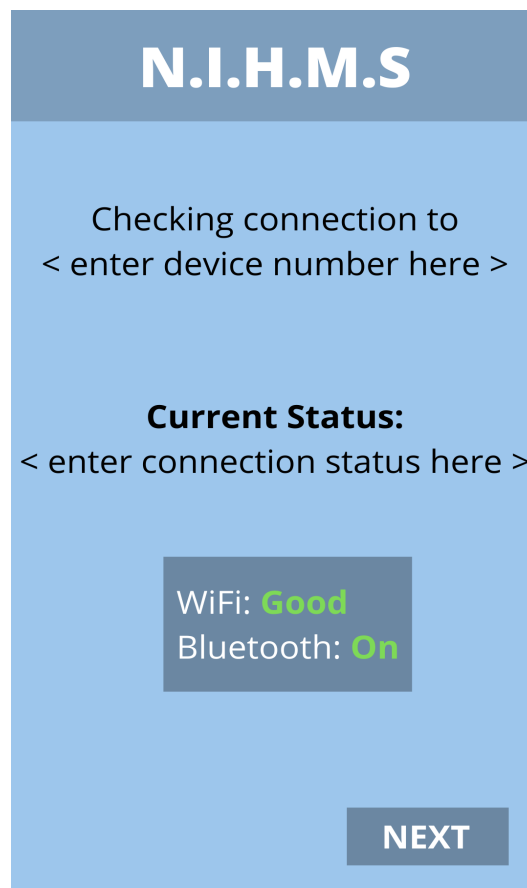 N.I.H.M.S
Checking connection to
< enter device number here >
Current Status:
< enter connection status here >
WiFi: Good
Bluetooth: On
NEXT